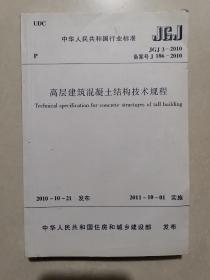 UDC
中华人民共和国行业标准
JGJ
P
JGJ 3-2010
备案号 J 186-2010
高层建筑混凝土结构技术规程
Technical specification for concrete structures of tall building
2010-10-21 发布
2011-10-01 实施
中华人民共和国住房和城乡建设部 发布